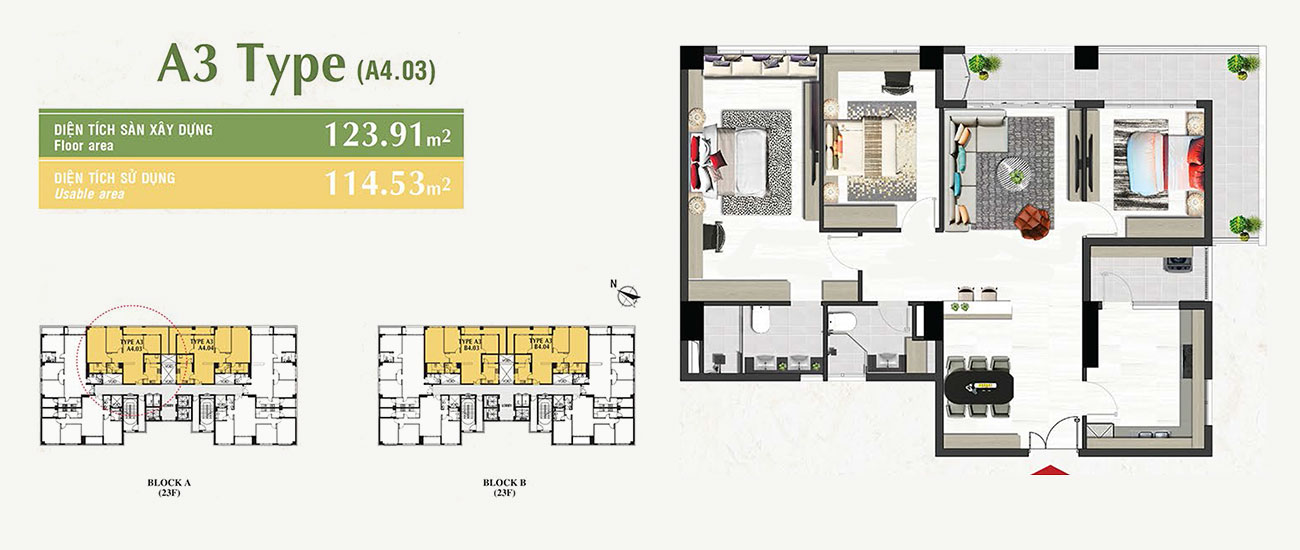 A3 Type (A4.03)
DIỆN TÍCH SÀN XÂY DỰNG
Floor area
123.91m2
DIỆN TÍCH SỬ DỤNG
Usable area
114.53m2
N
TYPE A3
A4.03
TYPE A3
A4.04
TYPE A3
B4.03
TYPE A3
B4.04
BLOCK A
(23F)
BLOCK B
(23F)